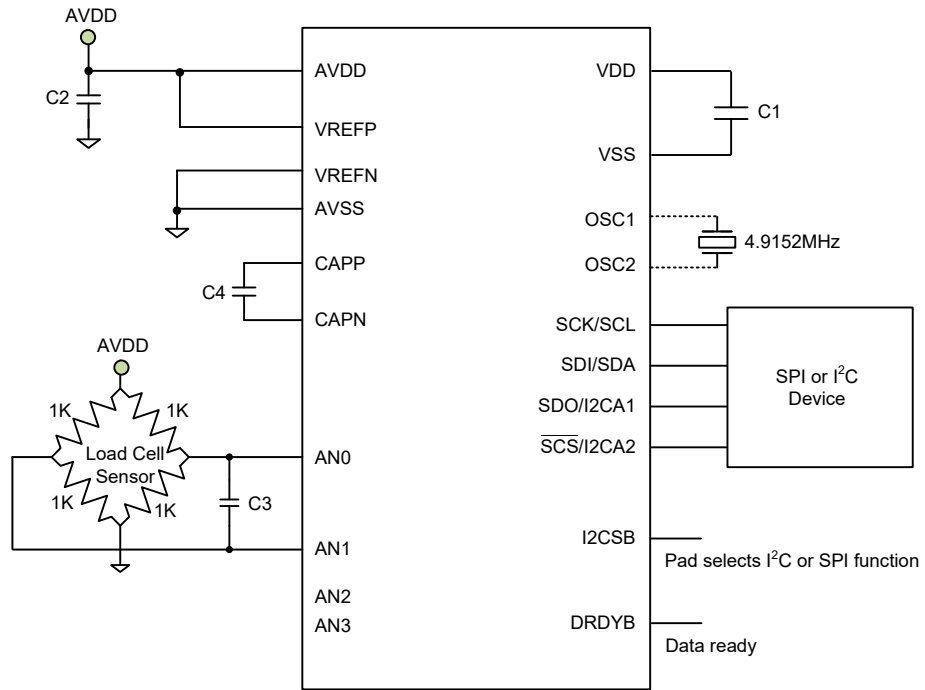 AVDD
C2
AVDD
VREFP
VREFN
AVSS
CAPP
C4
CAPN
AVDD
1K
1K
Load Cell
Sensor
1K
1K
AN0
C3
AN1
AN2
AN3
VDD
C1
VSS
OSC1
4.9152MHz
OSC2
SCK/SCL
SDI/SDA
SDO/I2CA1
SCS/I2CA2
SPI or I²C
Device
I2CSB
Pad selects I²C or SPI function
DRDYB
Data ready